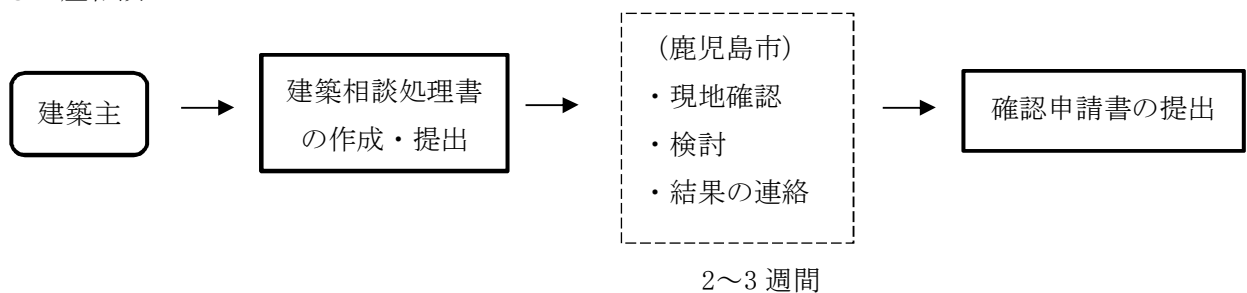 建築主
建築相談処理書
の作成・提出
(鹿児島市)
・現地確認
・検討
・結果の連絡
2～3 週間
確認申請書の提出